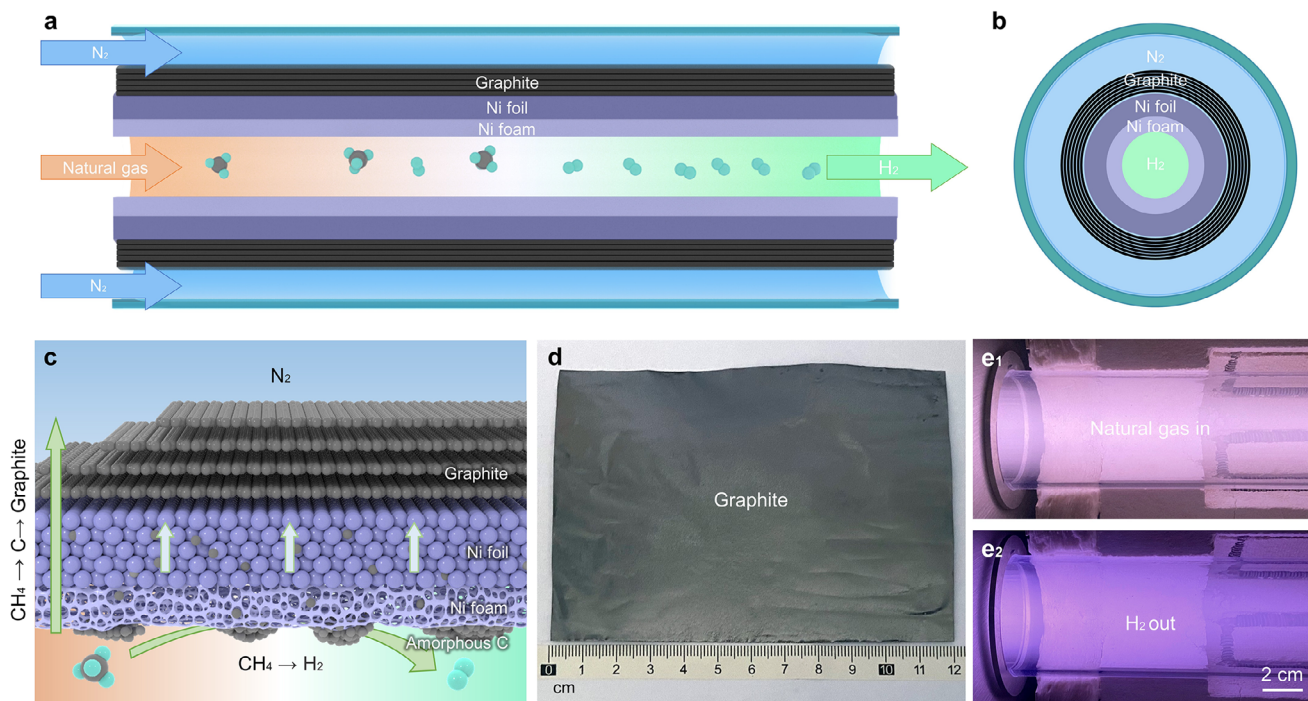 a
N₂
Graphite
Ni foil
Ni foam
Natural gas
H₂
N₂
b
N₂
Graphite
Ni foil
Ni foam
H₂
c
N₂
CH₄ → C → Graphite
Graphite
Ni foil
Ni foam
Amorphous C
CH₄ → H₂
d
Graphite
0 1 2 3 4 5 6 7 8 9 10 11 12
cm
e₁
Natural gas in
e₂
H₂ out
2 cm